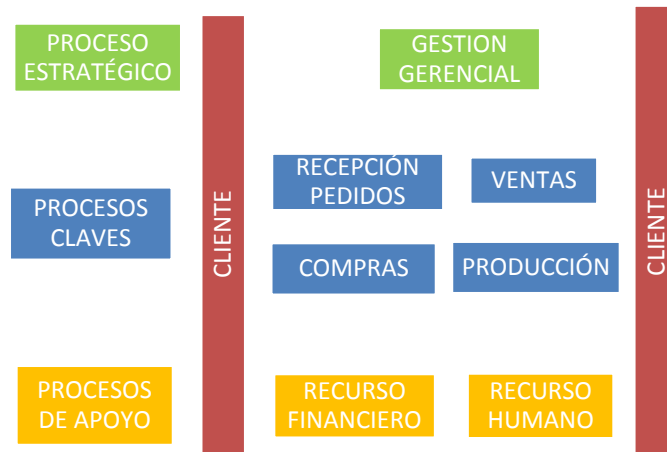 PROCESO
ESTRATÉGICO
GESTION
GERENCIAL
CLIENTE
CLIENTE
PROCESOS
CLAVES
RECEPCIÓN
PEDIDOS
VENTAS
COMPRAS
PRODUCCIÓN
PROCESOS
DE APOYO
RECURSO
FINANCIERO
RECURSO
HUMANO